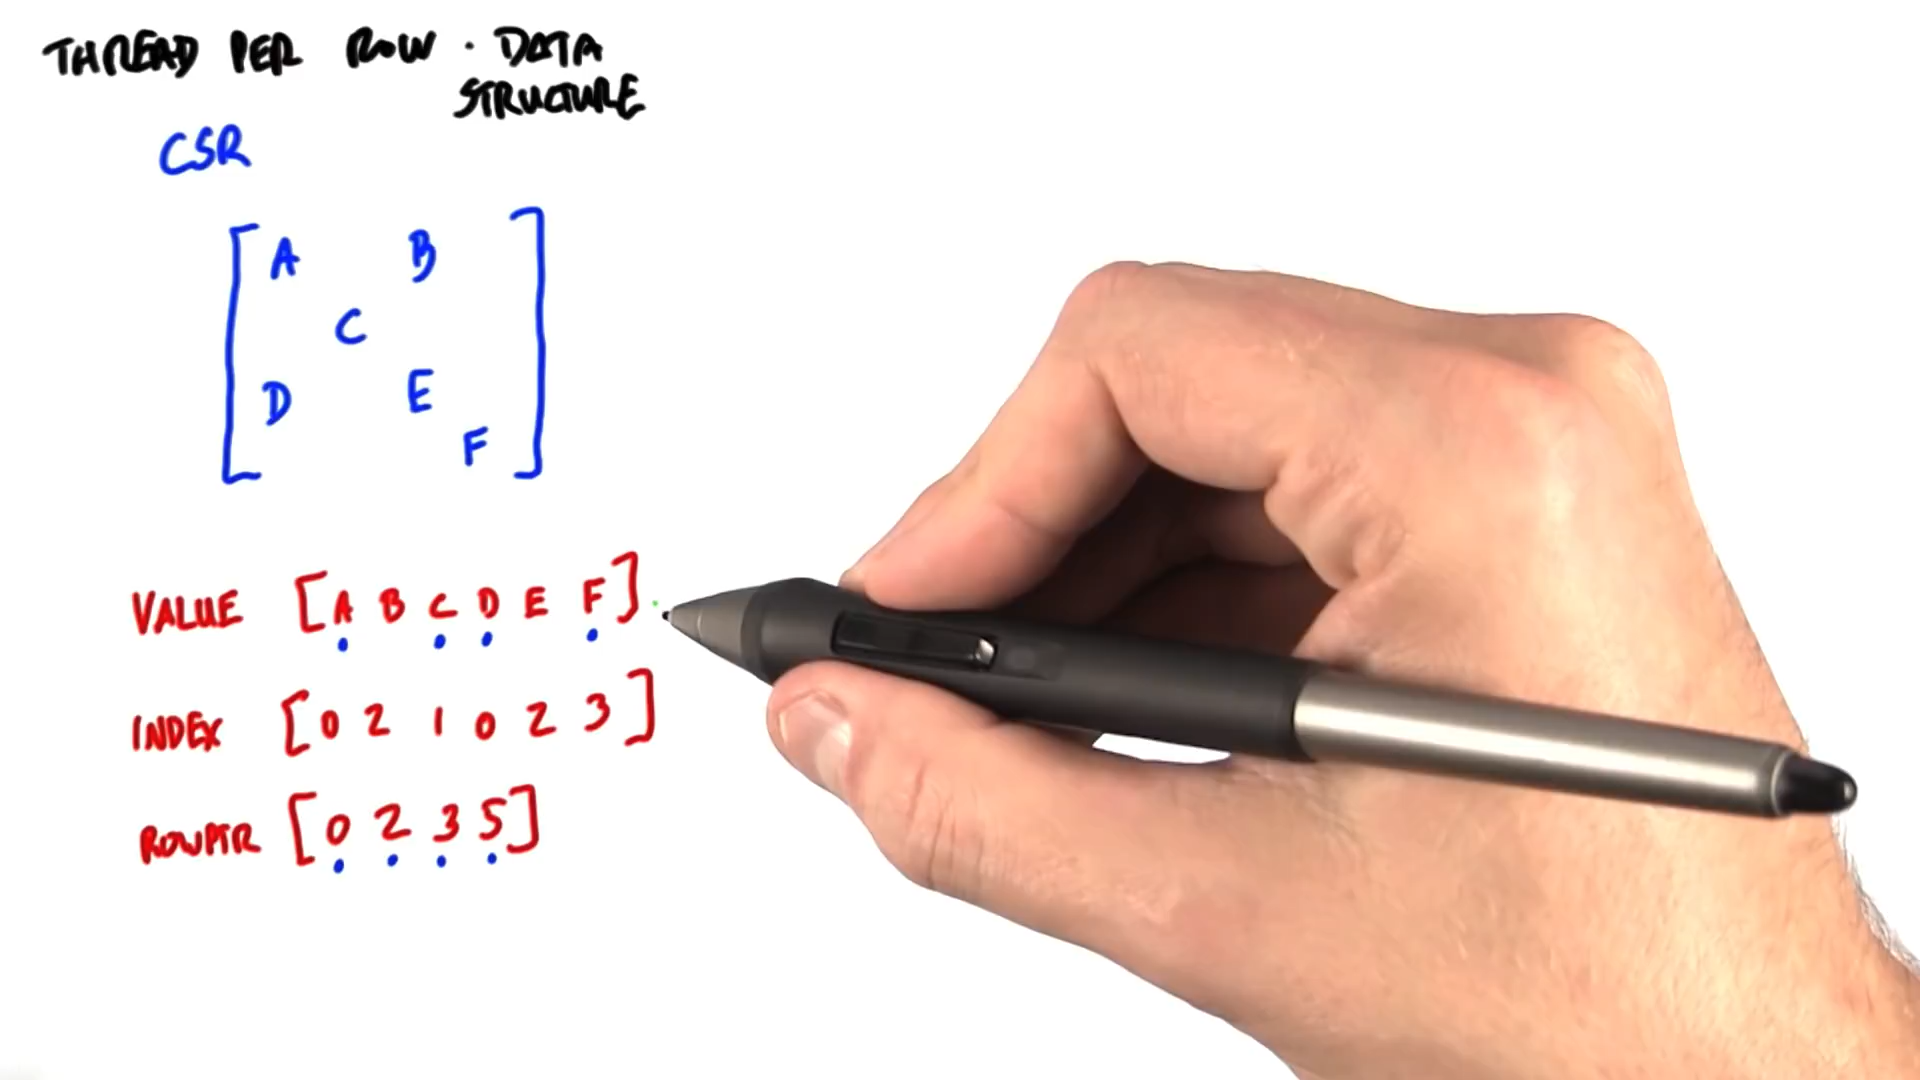 THREAD PER ROW · DATA
STRUCTURE
CSR
A B
C
D E
F
VALUE [A B C D E F]
INDEX [0 2 1 0 2 3]
ROWPTR [0 2 3 5]